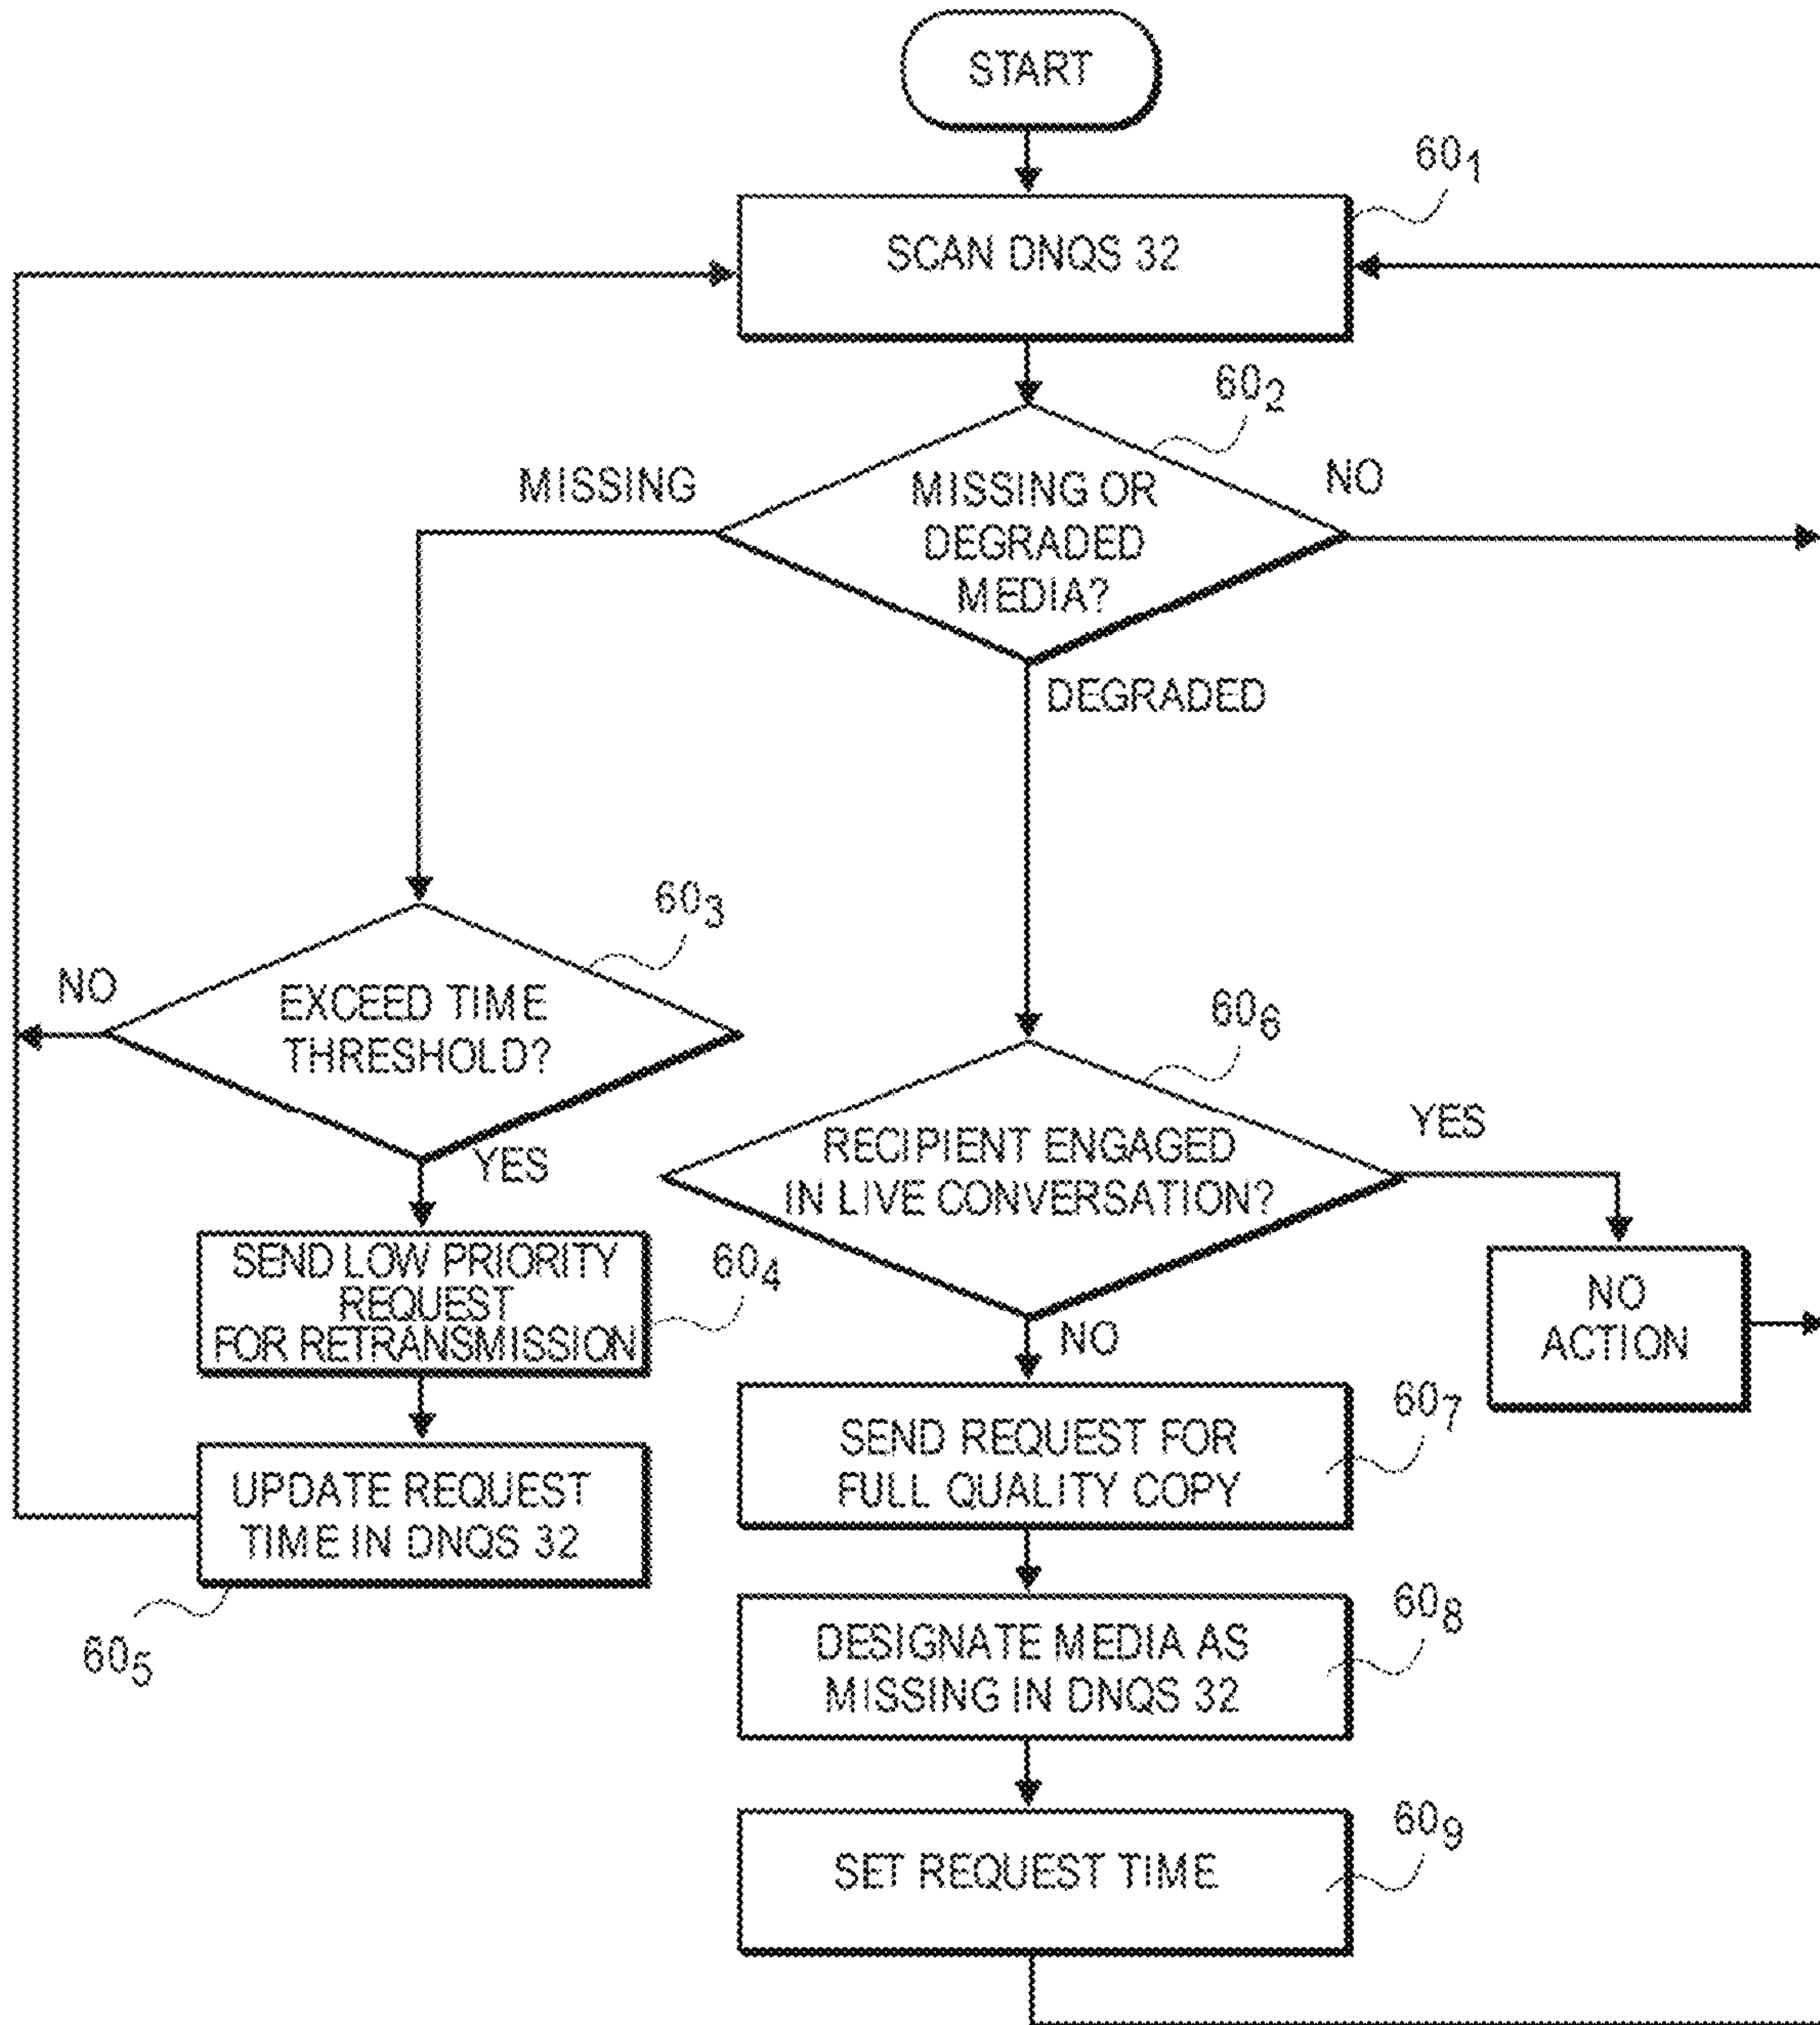 START
60₁
SCAN DNQS 32
60₂
MISSING
MISSING OR
DEGRADED
MEDIA?
NO
DEGRADED
60₃
NO
EXCEED TIME
THRESHOLD?
YES
60₆
RECIPIENT ENGAGED
IN LIVE CONVERSATION?
YES
SEND LOW PRIORITY
REQUEST
FOR RETRANSMISSION
60₄
NO
NO
ACTION
60₇
SEND REQUEST FOR
FULL QUALITY COPY
UPDATE REQUEST
TIME IN DNQS 32
60₅
60₈
DESIGNATE MEDIA AS
MISSING IN DNQS 32
60₉
SET REQUEST TIME